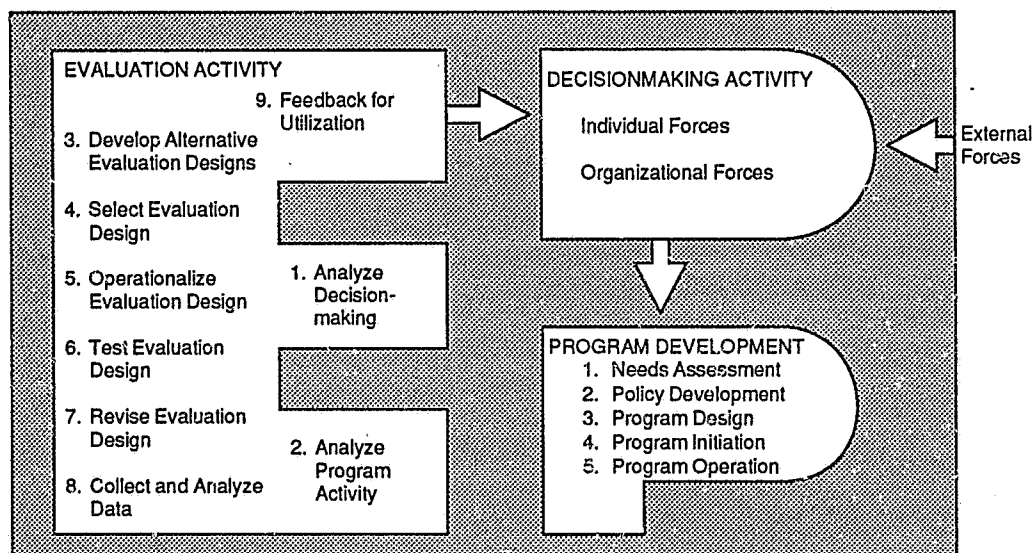 EVALUATION ACTIVITY
9. Feedback for
Utilization
3. Develop Alternative
Evaluation Designs
4. Select Evaluation
Design
5. Operationalize
Evaluation Design
1. Analyze
Decision-
making
6. Test Evaluation
Design
7. Revise Evaluation
Design
2. Analyze
Program
Activity
8. Collect and Analyze
Data
DECISIONMAKING ACTIVITY
Individual Forces
Organizational Forces
External
Forces
PROGRAM DEVELOPMENT
1. Needs Assessment
2. Policy Development
3. Program Design
4. Program Initiation
5. Program Operation